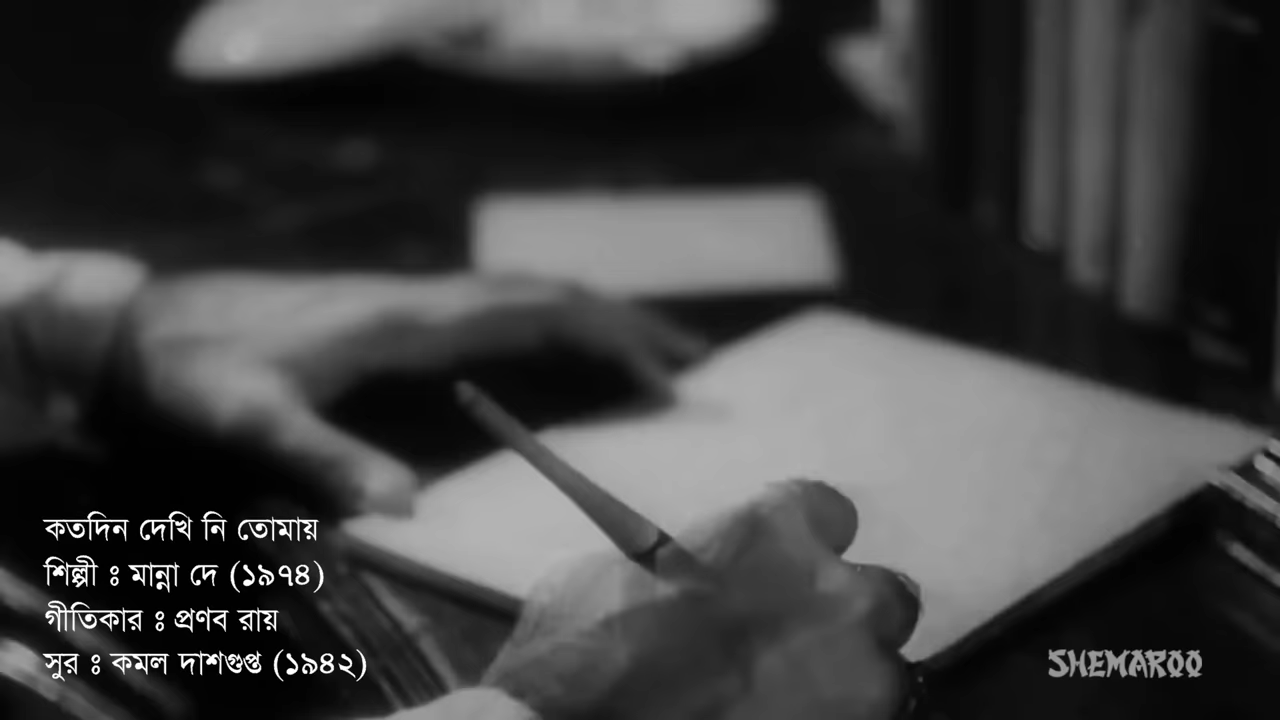 কতদিন দেখি নি তোমায়
শিল্পী ঃ মান্না দে (১৯৭৪)
গীতিকার ঃ প্রণব রায়
সুর ঃ কমল দাশগুপ্ত (১৯৪২)
SHEMAROO